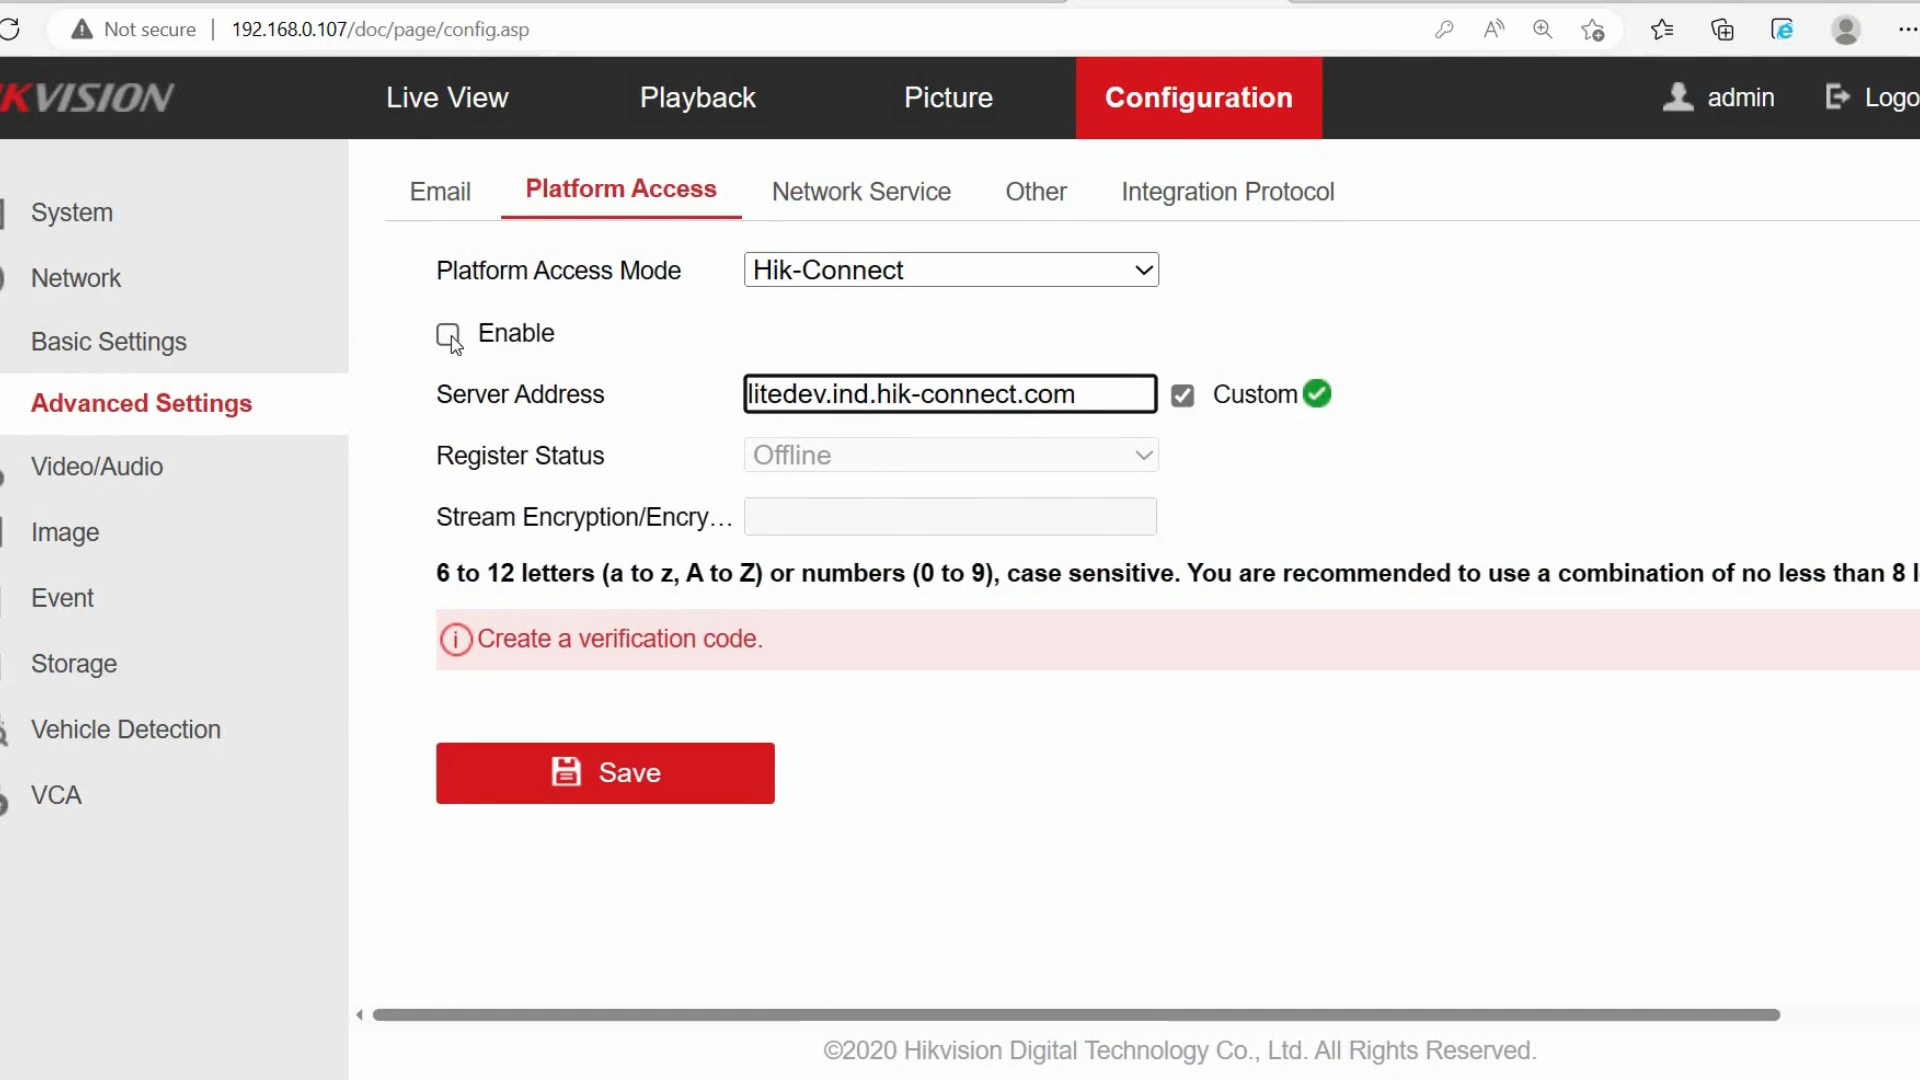 Not secure | 192.168.0.107/doc/page/config.asp
KVISION Live View Playback Picture Configuration admin Logo
Email Platform Access Network Service Other Integration Protocol
System
Network
Basic Settings
Advanced Settings
Video/Audio
Image
Event
Storage
Vehicle Detection
VCA
Platform Access Mode Hik-Connect
Enable
Server Address litedev.ind.hik-connect.com Custom
Register Status Offline
Stream Encryption/Encry...
6 to 12 letters (a to z, A to Z) or numbers (0 to 9), case sensitive. You are recommended to use a combination of no less than 8 l
Create a verification code.
Save
©2020 Hikvision Digital Technology Co., Ltd. All Rights Reserved.